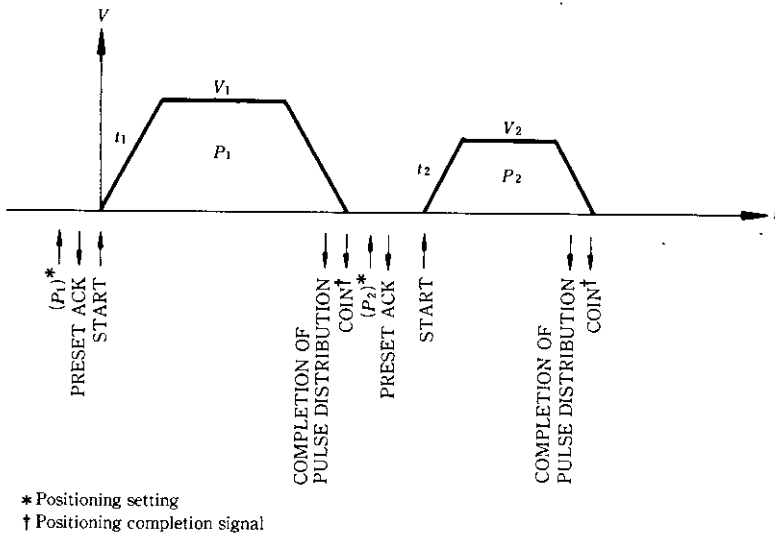 V
V1
t1
P1
V2
t2
P2
(P1)*
PRESET ACK
START
COMPLETION OF
PULSE DISTRIBUTION
COIN†
(P2)*
PRESET ACK
START
COMPLETION OF
PULSE DISTRIBUTION
COIN†
* Positioning setting
† Positioning completion signal